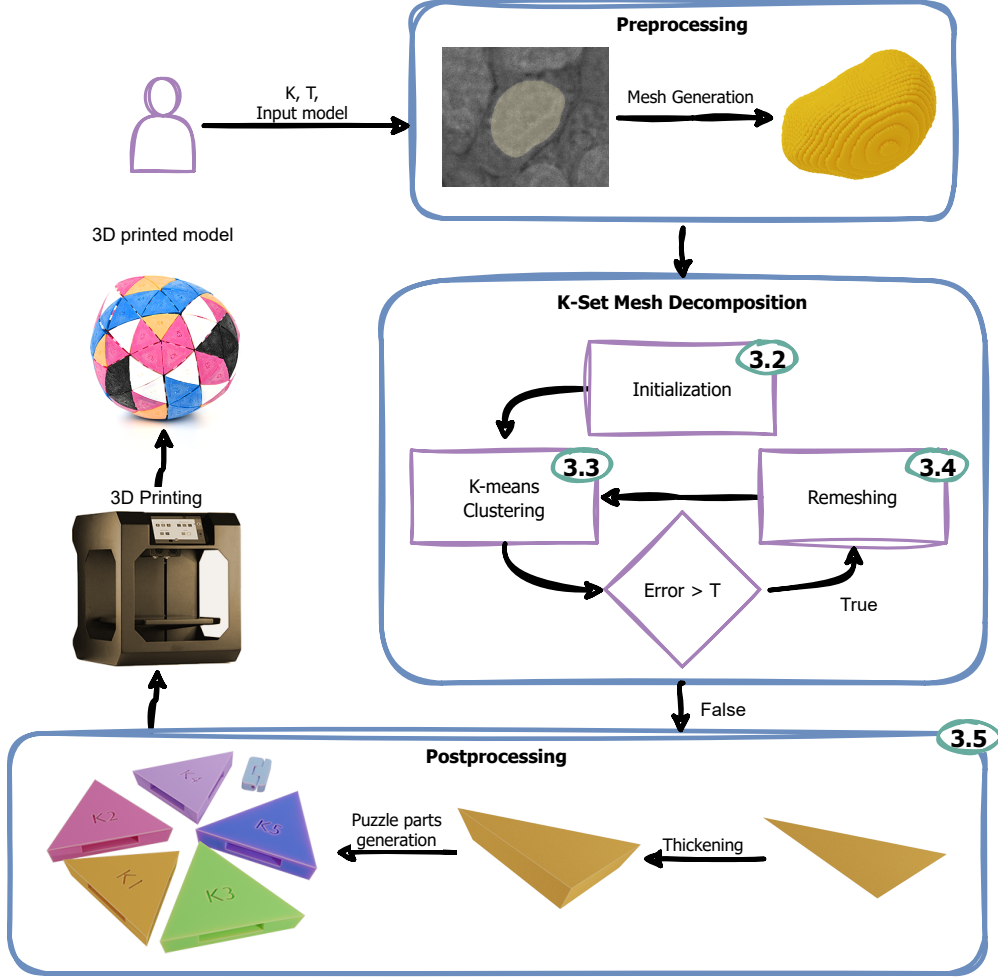 Preprocessing
K, T,
Input model
Mesh Generation
3D printed model
K-Set Mesh Decomposition
3.2
Initialization
3.3
K-means
Clustering
3.4
Remeshing
3D Printing
Error > T
True
False
3.5
Postprocessing
K4
K2
K5
K1
K3
Puzzle parts
generation
Thickening